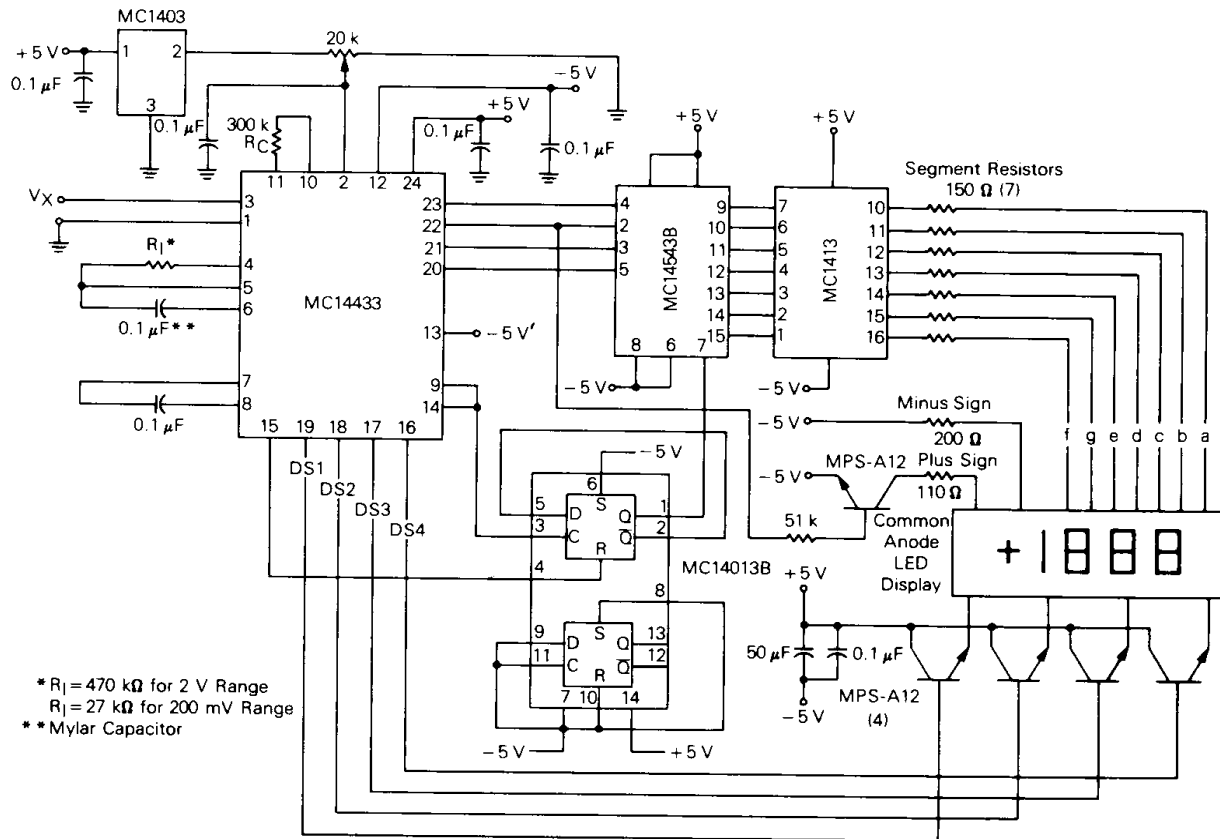 MC1403
+5V
1 2
3
0.1 µF
20 k
-5 V
+5 V
0.1 µF
300 k
RC
0.1 µF
0.1 µF
11 10 2 12 24
VX
3
1
RI*
4
5
6
0.1 µF**
7
8
0.1 µF
MC14433
23
22
21
20
13
-5 V'
9
14
15 19 18 17 16
DS1
DS2
DS3
DS4
+5 V
4
2
3
5
MC14543B
9
10
11
12
13
14
15
8 6 7
-5 V
+5 V
7
6
5
4
3
2
1
MC1413
10
11
12
13
14
15
16
-5 V
Segment Resistors
150 Ω (7)
f g e d c b a
Minus Sign
-5 V
200 Ω
MPS-A12
Plus Sign
-5 V
110 Ω
51 k
Common
Anode
LED
Display
-5 V
6
5 D S Q 1
3 C Q 2
R
4
MC14013B
8
9 D S Q 13
11 C Q 12
R
7 10 14
-5 V
+5 V
+5 V
50 µF
0.1 µF
-5 V
MPS-A12
(4)
+1888
*RI = 470 kΩ for 2 V Range
RI = 27 kΩ for 200 mV Range
**Mylar Capacitor